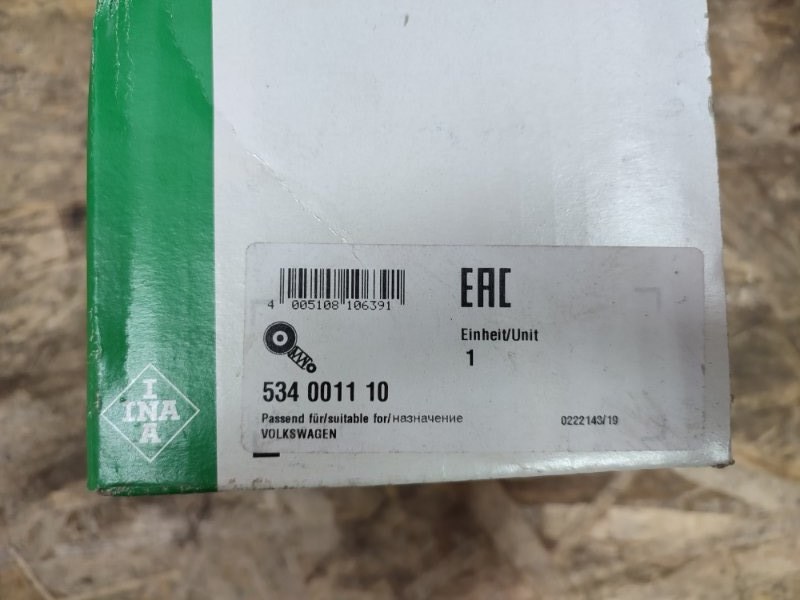 I
INA
A
4 005108 106391
EAC
Einheit/Unit
1
534 0011 10
Passend für/suitable for/назначение
VOLKSWAGEN
0222143/19